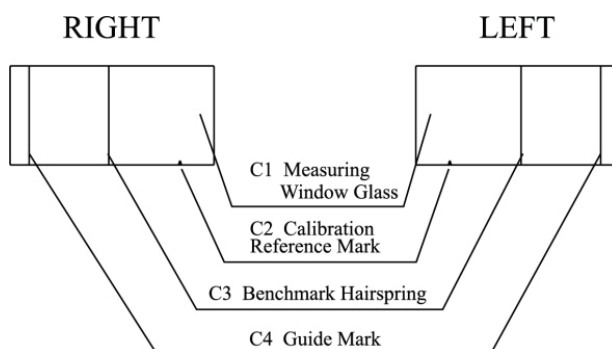 RIGHT
LEFT
C1 Measuring
Window Glass
C2 Calibration
Reference Mark
C3 Benchmark Hairspring
C4 Guide Mark